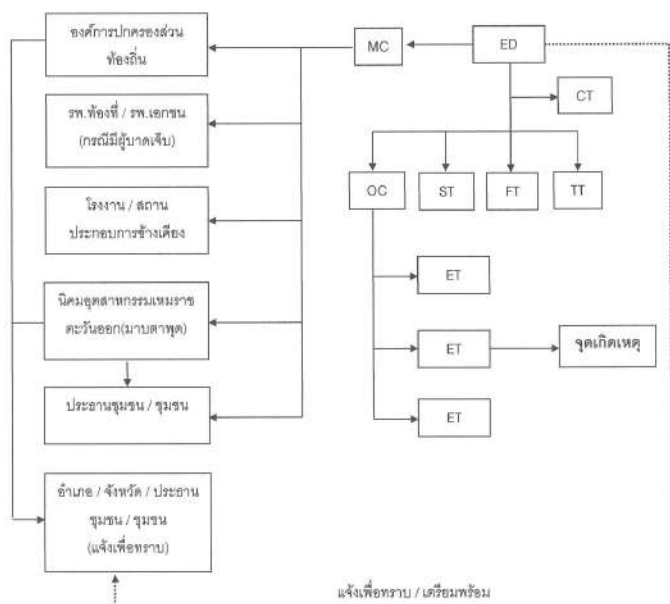 องค์การปกครองส่วน
ท้องถิ่น
MC
ED
CT
รพ.ท้องที่ / รพ.เอกชน
(กรณีมีผู้บาดเจ็บ)
OC
ST
FT
TT
โรงงาน / สถาน
ประกอบการข้างเคียง
ET
นิคมอุตสาหกรรมเหมราช
ตะวันออก(มาบตาพุด)
ET
จุดเกิดเหตุ
ประธานชุมชน / ชุมชน
ET
อำเภอ / จังหวัด / ประธาน
ชุมชน / ชุมชน
(แจ้งเพื่อทราบ)
แจ้งเพื่อทราบ / เตรียมพร้อม